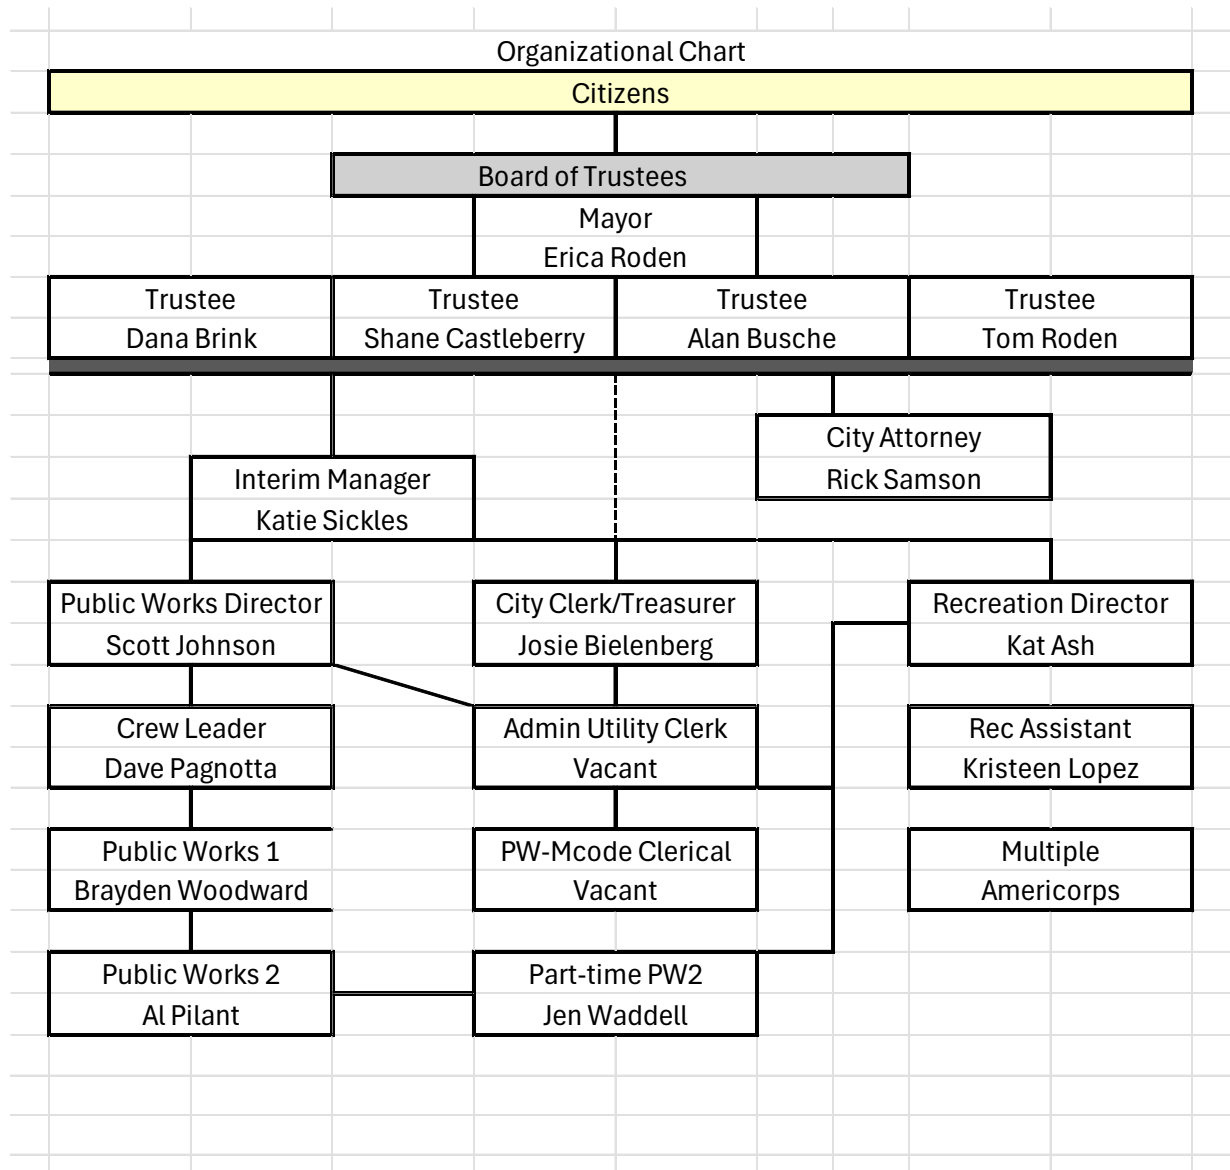 Organizational Chart
Citizens
Board of Trustees
Mayor
Erica Roden
Trustee
Dana Brink
Trustee
Shane Castleberry
Trustee
Alan Busche
Trustee
Tom Roden
City Attorney
Rick Samson
Interim Manager
Katie Sickles
Public Works Director
Scott Johnson
City Clerk/Treasurer
Josie Bielenberg
Recreation Director
Kat Ash
Crew Leader
Dave Pagnotta
Admin Utility Clerk
Vacant
Rec Assistant
Kristeen Lopez
Public Works 1
Brayden Woodward
PW-Mcode Clerical
Vacant
Multiple
Americorps
Public Works 2
Al Pilant
Part-time PW2
Jen Waddell